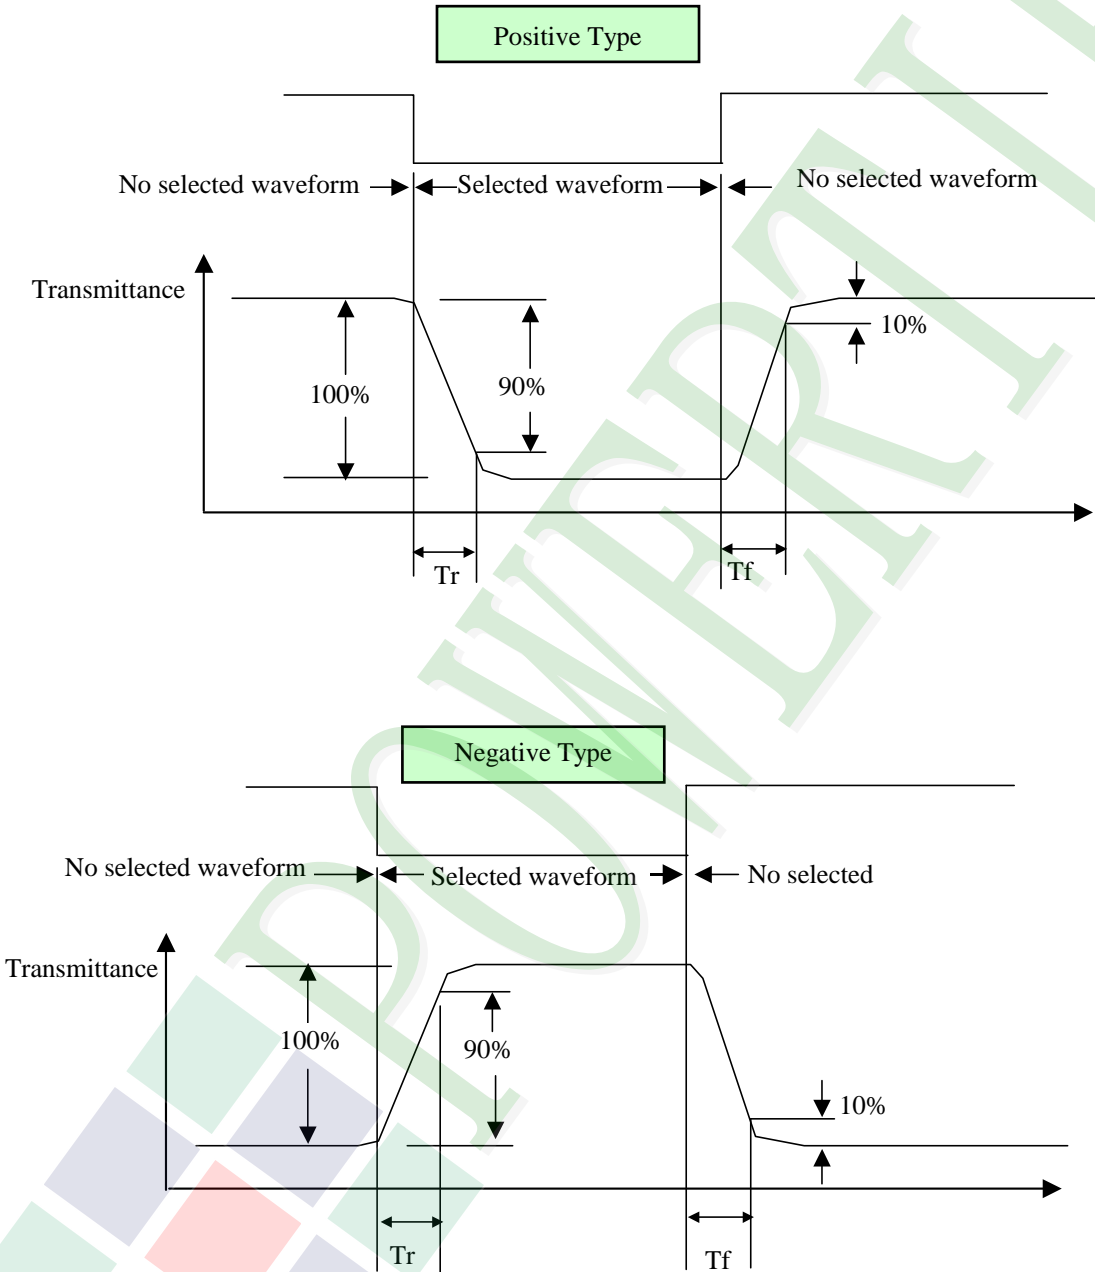 Positive Type
No selected waveform
Selected waveform
No selected waveform
Transmittance
10%
100%
90%
Tr
Tf
Negative Type
No selected waveform
Selected waveform
No selected
Transmittance
100%
90%
10%
Tr
Tf
POWERTI